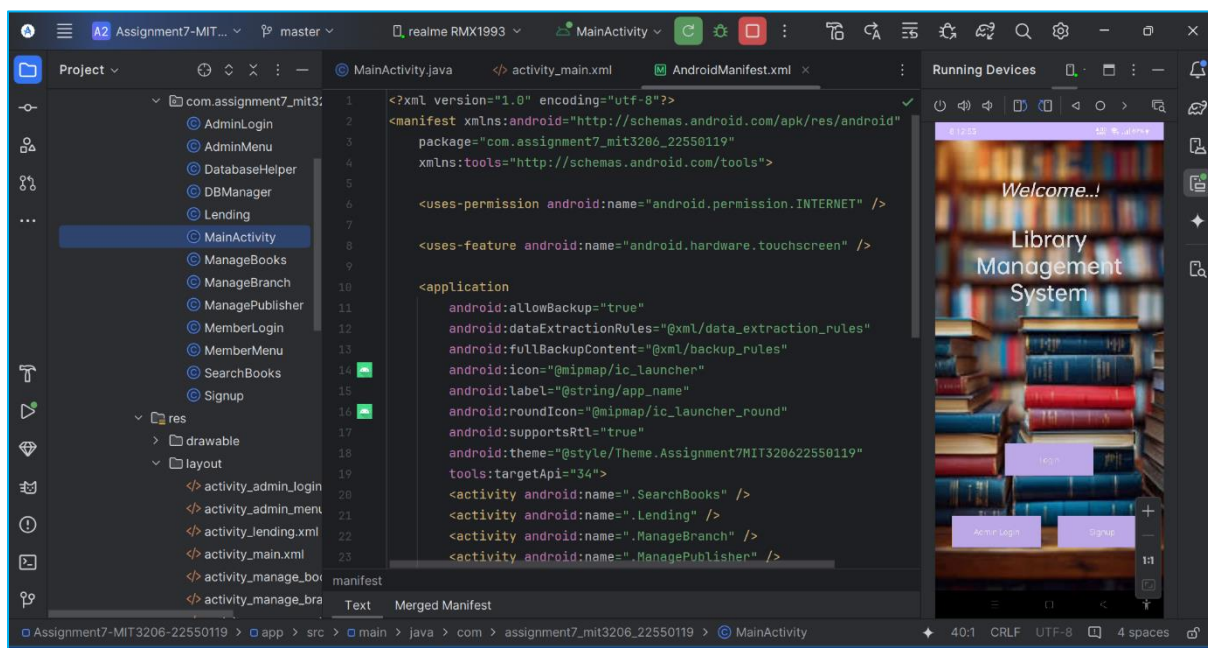 A2 Assignment7-MIT...
master
realme RMX1993
MainActivity
Project
com.assignment7_mit32
AdminLogin
AdminMenu
DatabaseHelper
DBManager
Lending
MainActivity
ManageBooks
ManageBranch
ManagePublisher
MemberLogin
MemberMenu
SearchBooks
Signup
res
drawable
layout
activity_admin_login
activity_admin_menu
activity_lending.xml
activity_main.xml
activity_manage_boo
activity_manage_bra
MainActivity.java
activity_main.xml
AndroidManifest.xml
1 <?xml version="1.0" encoding="utf-8"?>
2 <manifest xmlns:android="http://schemas.android.com/apk/res/android"
3 package="com.assignment7_mit3206_22550119"
4 xmlns:tools="http://schemas.android.com/tools">
5
6 <uses-permission android:name="android.permission.INTERNET" />
7
8 <uses-feature android:name="android.hardware.touchscreen" />
9
10 <application
11 android:allowBackup="true"
12 android:dataExtractionRules="@xml/data_extraction_rules"
13 android:fullBackupContent="@xml/backup_rules"
14 android:icon="@mipmap/ic_launcher"
15 android:label="@string/app_name"
16 android:roundIcon="@mipmap/ic_launcher_round"
17 android:supportsRtl="true"
18 android:theme="@style/Theme.Assignment7MIT320622550119"
19 tools:targetApi="34">
20 <activity android:name=".SearchBooks" />
21 <activity android:name=".Lending" />
22 <activity android:name=".ManageBranch" />
23 <activity android:name=".ManagePublisher" />
manifest
Text Merged Manifest
Running Devices
Welcome..!
Library
Management
System
Login
Admin Login
Signup
1:1
Assignment7-MIT3206-22550119 > app > src > main > java > com > assignment7_mit3206_22550119 > MainActivity
40:1 CRLF UTF-8 4 spaces